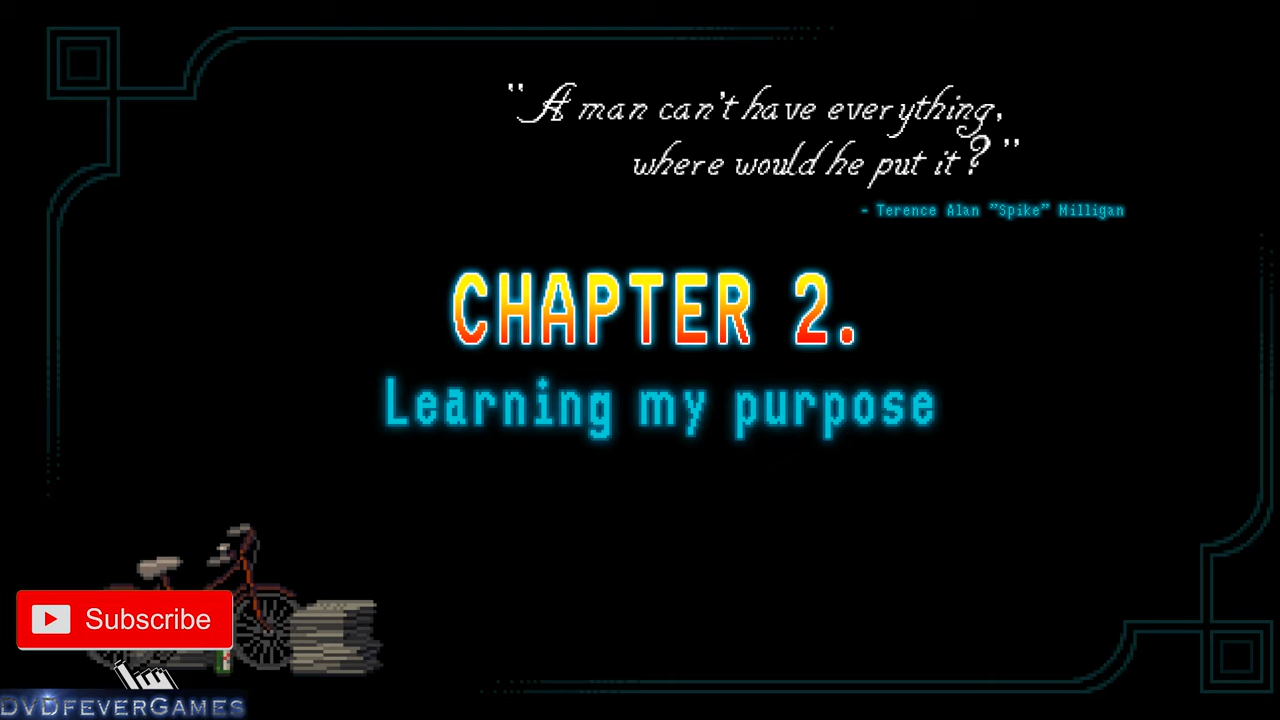 "A man can't have everything,
where would he put it?"
- Terence Alan "Spike" Milligan
CHAPTER 2.
Learning my purpose
Subscribe
DVDFEVERGAMES